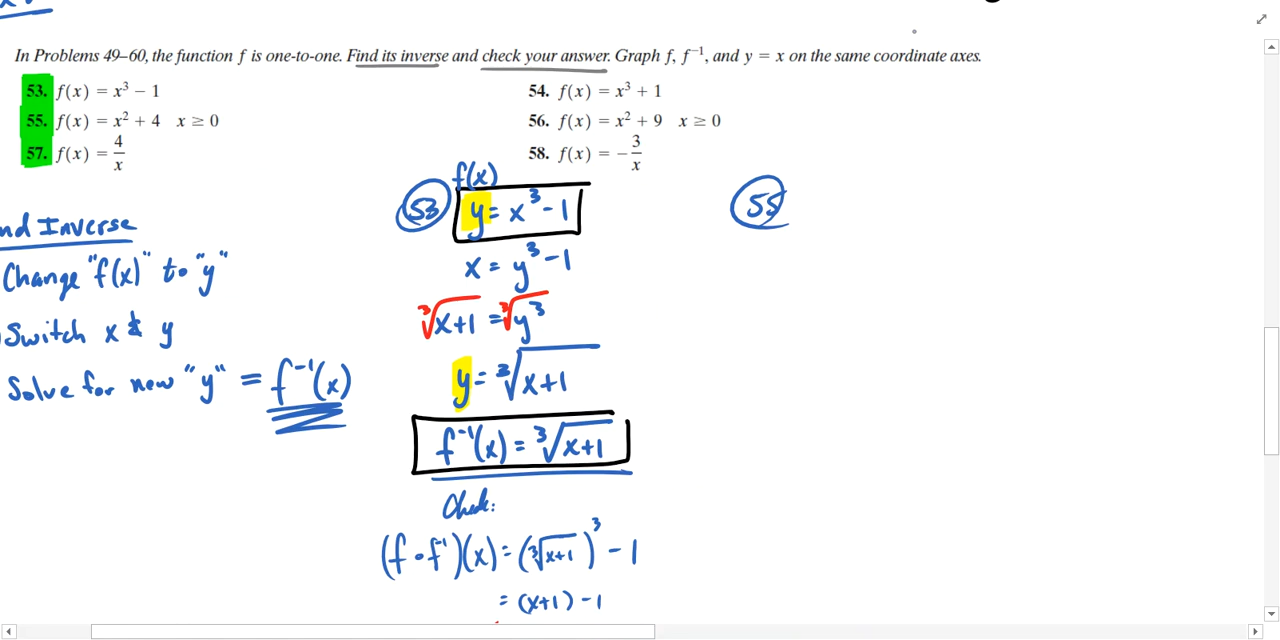 In Problems 49–60, the function f is one-to-one. Find its inverse and check your answer. Graph f, f⁻¹, and y = x on the same coordinate axes.
53. f(x) = x³ − 1
54. f(x) = x³ + 1
55. f(x) = x² + 4 x ≥ 0
56. f(x) = x² + 9 x ≥ 0
57. f(x) = 4/x
58. f(x) = −3/x
nd Inverse
Change "f(x)" to "y"
Switch x & y
Solve for new "y" = f⁻¹(x)
f(x)
53 y = x³ − 1
x = y³ − 1
∛x+1 = ∛y³
y = ∛x+1
f⁻¹(x) = ∛x+1
Check:
(f ∘ f⁻¹)(x) = (∛x+1)³ − 1
= (x+1) − 1
55